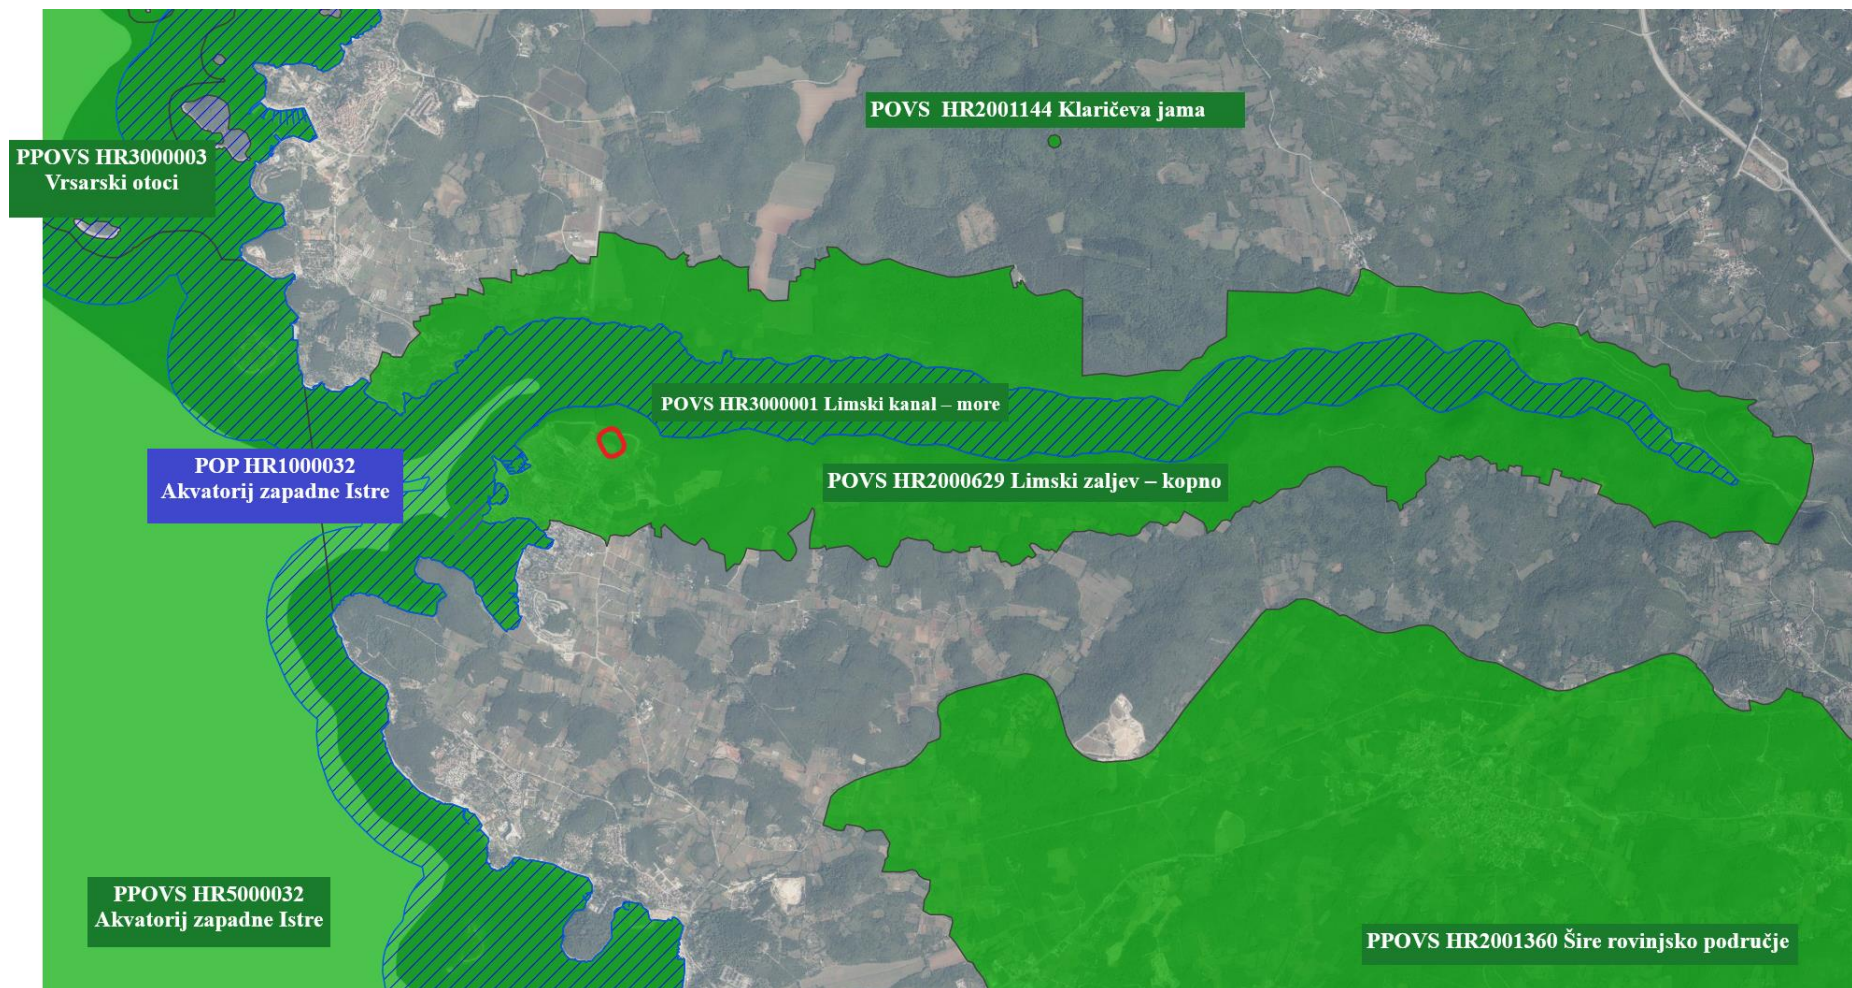 POVS HR2001144 Klaričeva jama
PPOVS HR3000003
Vrsarski otoci
POVS HR3000001 Limski kanal – more
POP HR1000032
Akvatorij zapadne Istre
POVS HR2000629 Limski zaljev – kopno
PPOVS HR5000032
Akvatorij zapadne Istre
PPOVS HR2001360 Šire rovinjsko područje